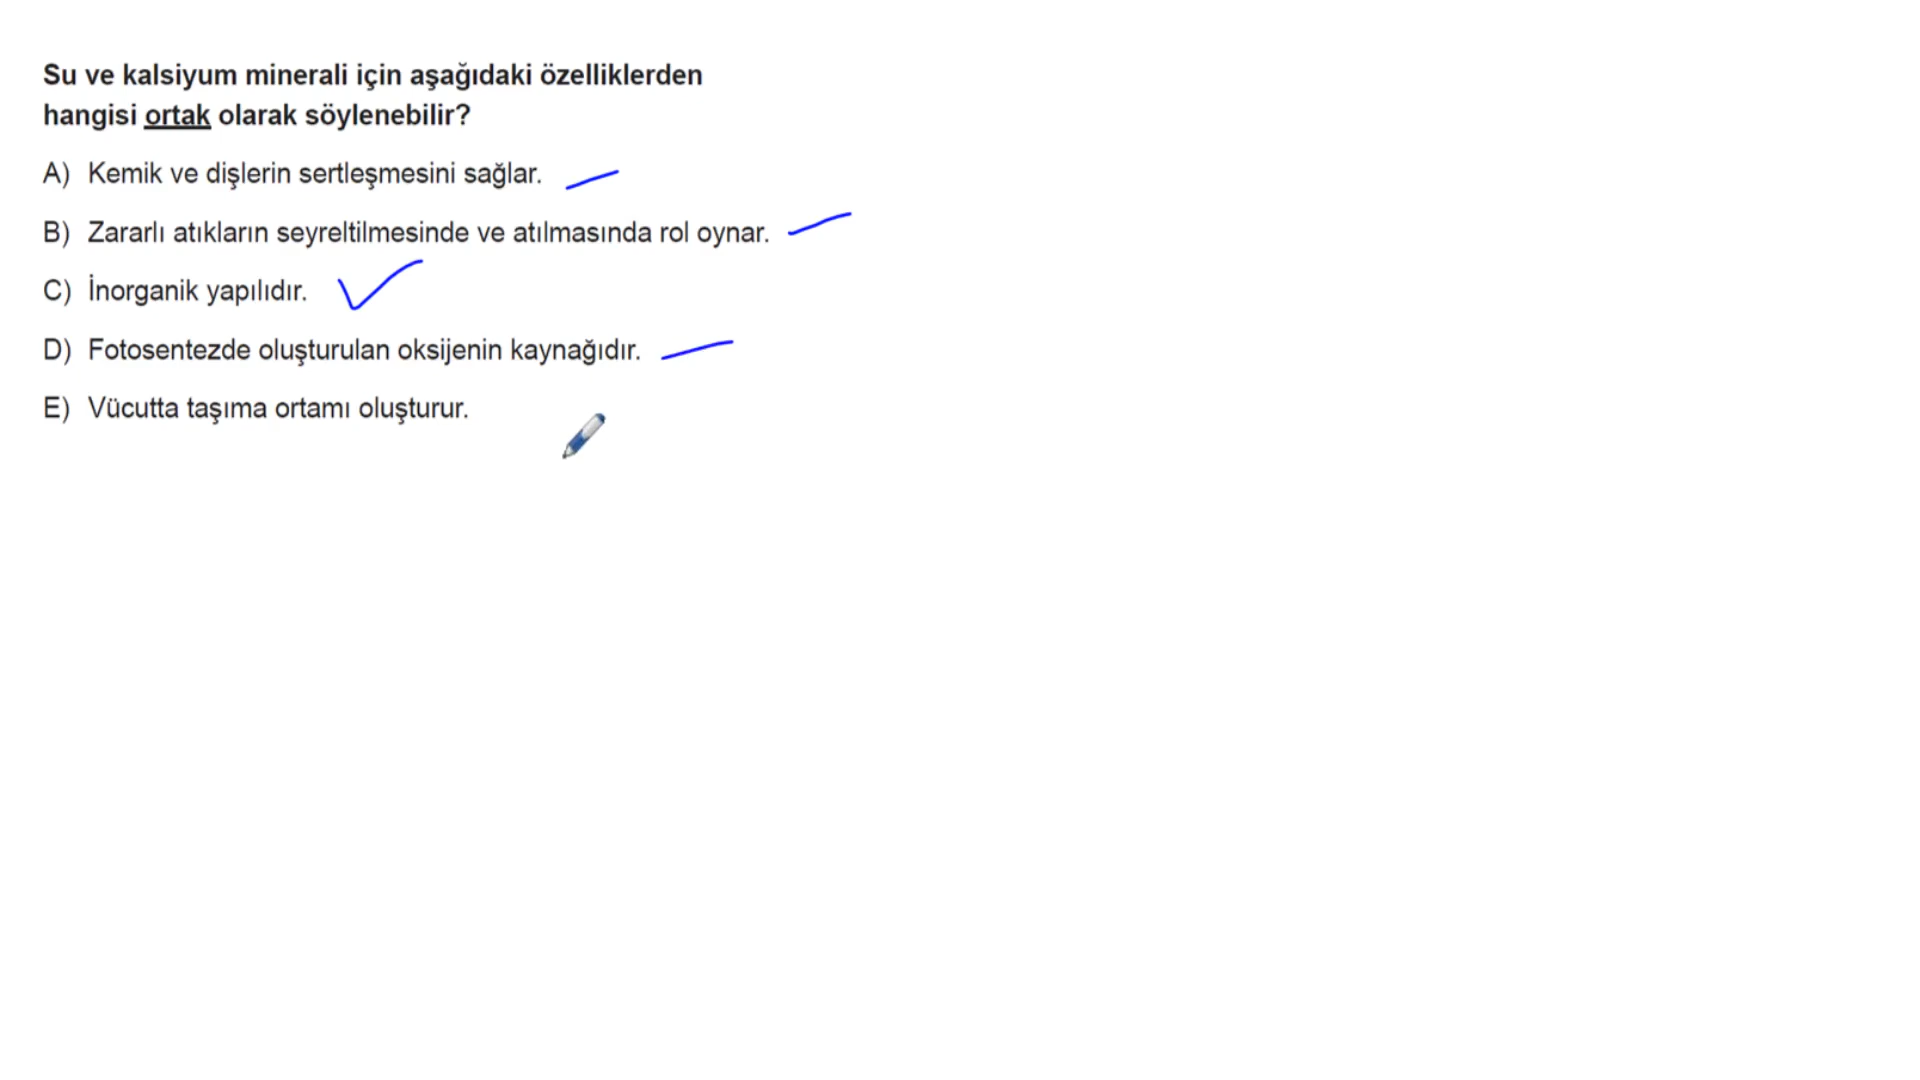 Su ve kalsiyum minerali için aşağıdaki özelliklerden
hangisi ortak olarak söylenebilir?
A) Kemik ve dişlerin sertleşmesini sağlar.
B) Zararlı atıkların seyreltilmesinde ve atılmasında rol oynar.
C) İnorganik yapılıdır.
D) Fotosentezde oluşturulan oksijenin kaynağıdır.
E) Vücutta taşıma ortamı oluşturur.